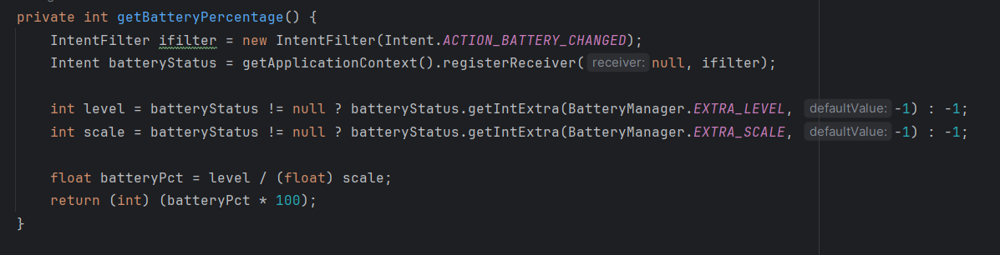 private int getBatteryPercentage() {
    IntentFilter ifilter = new IntentFilter(Intent.ACTION_BATTERY_CHANGED);
    Intent batteryStatus = getApplicationContext().registerReceiver( receiver: null, ifilter);

    int level = batteryStatus != null ? batteryStatus.getIntExtra(BatteryManager.EXTRA_LEVEL, defaultValue: -1) : -1;
    int scale = batteryStatus != null ? batteryStatus.getIntExtra(BatteryManager.EXTRA_SCALE, defaultValue: -1) : -1;

    float batteryPct = level / (float) scale;
    return (int) (batteryPct * 100);
}